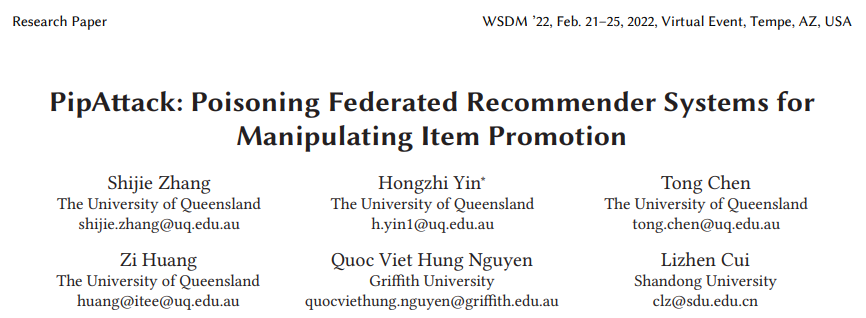 Research Paper
WSDM ’22, Feb. 21–25, 2022, Virtual Event, Tempe, AZ, USA
PipAttack: Poisoning Federated Recommender Systems for
Manipulating Item Promotion
Shijie Zhang
The University of Queensland
shijie.zhang@uq.edu.au
Hongzhi Yin*
The University of Queensland
h.yin1@uq.edu.au
Tong Chen
The University of Queensland
tong.chen@uq.edu.au
Zi Huang
The University of Queensland
huang@itee@uq.edu.au
Quoc Viet Hung Nguyen
Griffith University
quocviethung.nguyen@griffith.edu.au
Lizhen Cui
Shandong University
clz@sdu.edu.cn